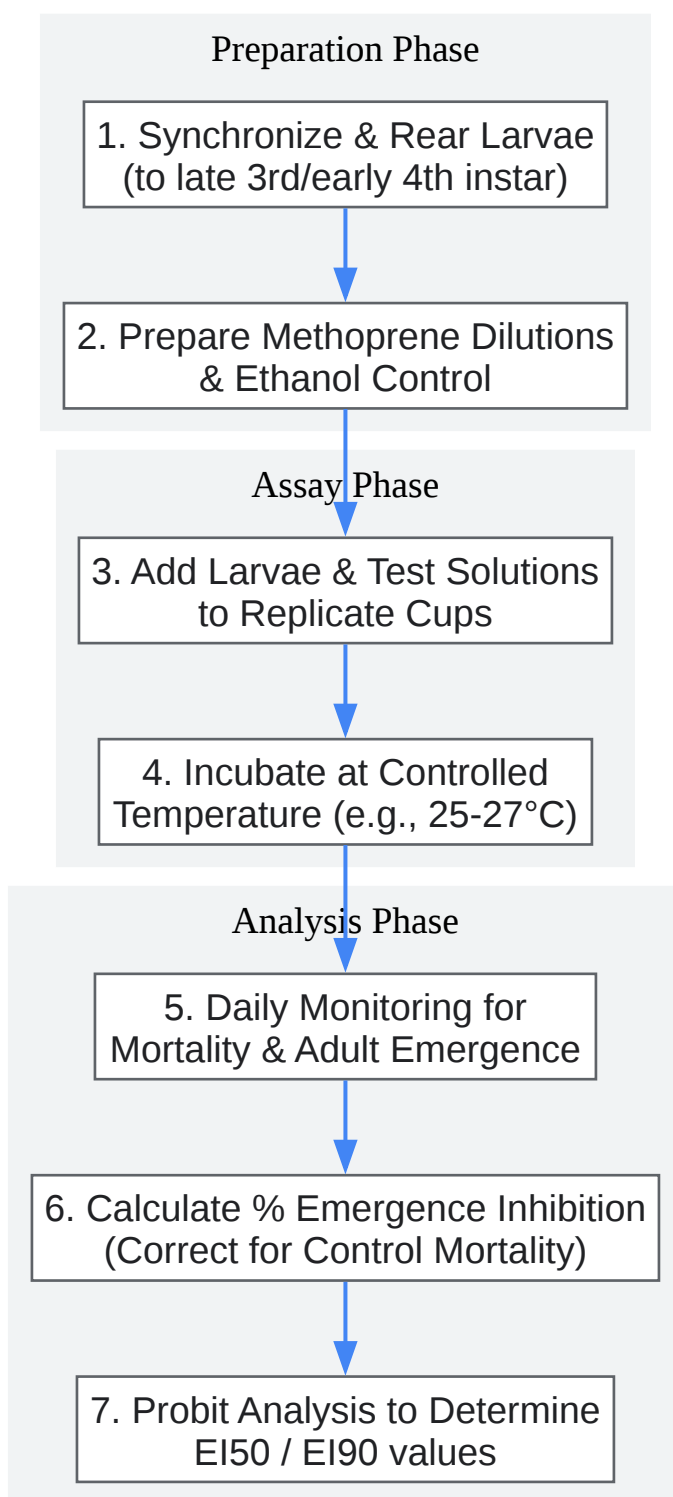 Preparation Phase
1. Synchronize & Rear Larvae
(to late 3rd/early 4th instar)
2. Prepare Methoprene Dilutions
& Ethanol Control
Assay Phase
3. Add Larvae & Test Solutions
to Replicate Cups
4. Incubate at Controlled
Temperature (e.g., 25-27°C)
Analysis Phase
5. Daily Monitoring for
Mortality & Adult Emergence
6. Calculate % Emergence Inhibition
(Correct for Control Mortality)
7. Probit Analysis to Determine
EI50 / EI90 values